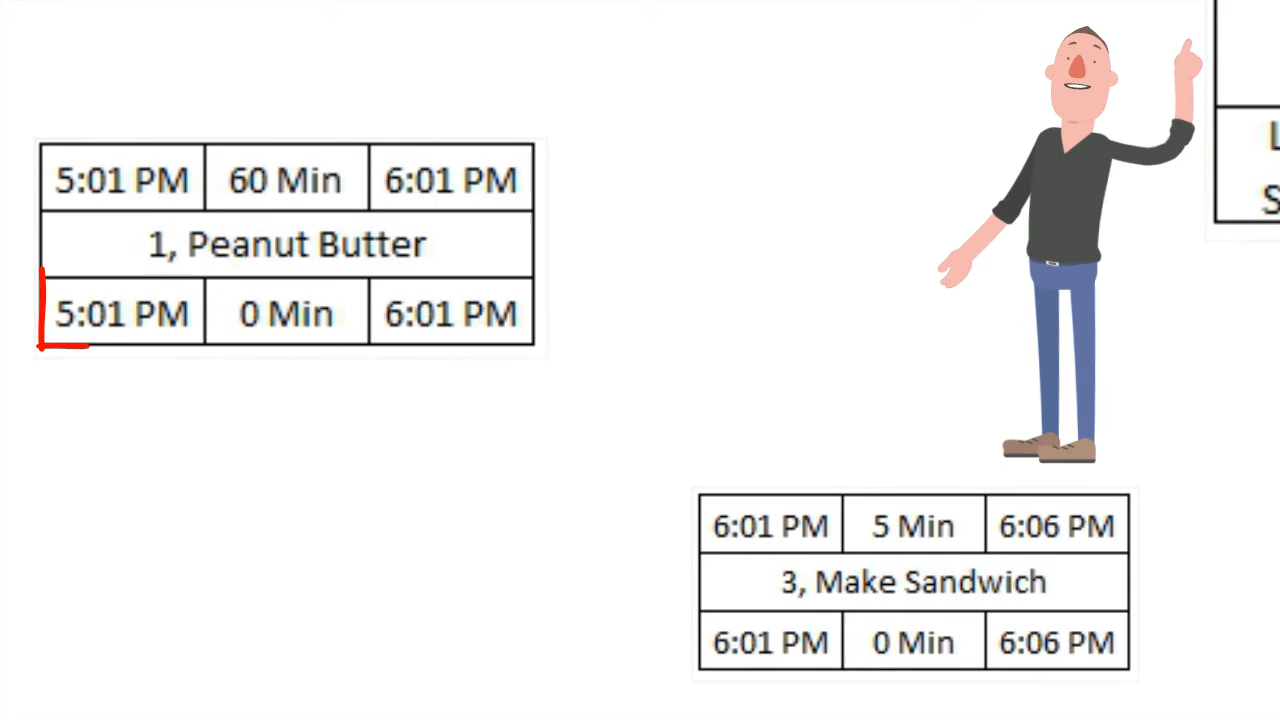 5:01 PM 60 Min 6:01 PM
1, Peanut Butter
5:01 PM 0 Min 6:01 PM
L
S
6:01 PM 5 Min 6:06 PM
3, Make Sandwich
6:01 PM 0 Min 6:06 PM